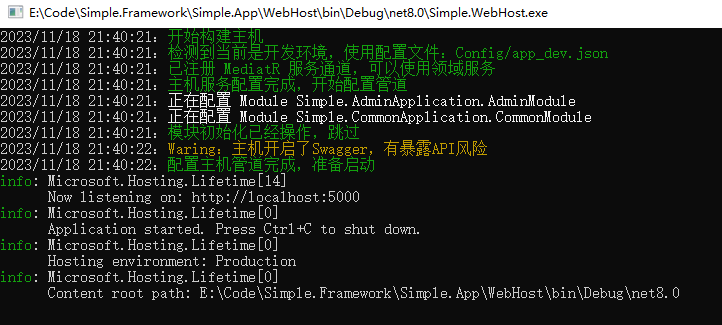 E:\Code\Simple.Framework\Simple.App\WebHost\bin\Debug\net8.0\Simple.WebHost.exe
2023/11/18 21:40:21：开始构建主机
2023/11/18 21:40:21：检测到当前是开发环境，使用配置文件：Config/app_dev.json
2023/11/18 21:40:21：已注册 MediatR 服务通道，可以使用领域服务
2023/11/18 21:40:21：主机服务配置完成，开始配置管道
2023/11/18 21:40:21：正在配置 Module Simple.AdminApplication.AdminModule
2023/11/18 21:40:21：正在配置 Module Simple.CommonApplication.CommonModule
2023/11/18 21:40:21：模块初始化已经操作，跳过
2023/11/18 21:40:22：Waring：主机开启了Swagger，有暴露API风险
2023/11/18 21:40:22：配置主机管道完成，准备启动
info: Microsoft.Hosting.Lifetime[14]
Now listening on: http://localhost:5000
info: Microsoft.Hosting.Lifetime[0]
Application started. Press Ctrl+C to shut down.
info: Microsoft.Hosting.Lifetime[0]
Hosting environment: Production
info: Microsoft.Hosting.Lifetime[0]
Content root path: E:\Code\Simple.Framework\Simple.App\WebHost\bin\Debug\net8.0